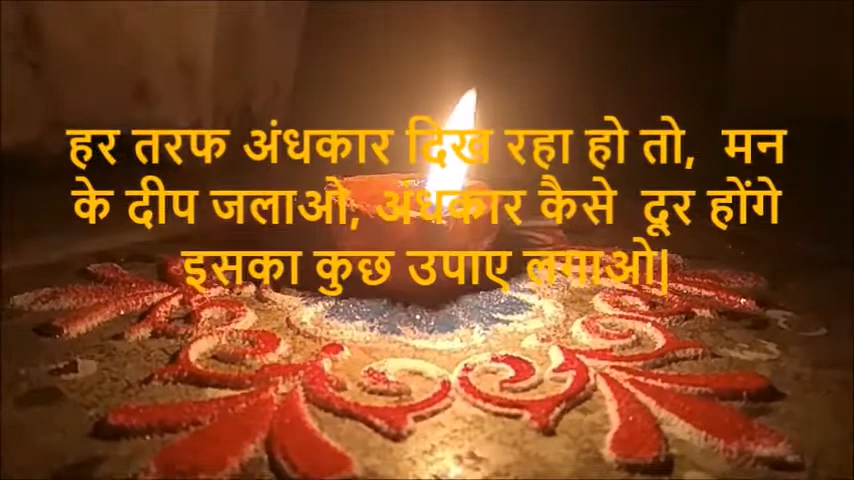 हर तरफ अंधकार दिख रहा हो तो, मन
के दीप जलाओ, अंधकार कैसे दूर होंगे
इसका कुछ उपाए लगाओ|